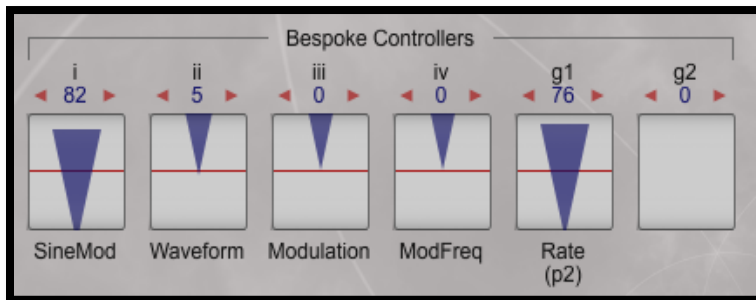 Bespoke Controllers
i ii iii iv g1 g2
82 5 0 0 76 0
SineMod Waveform Modulation ModFreq Rate
(p2)